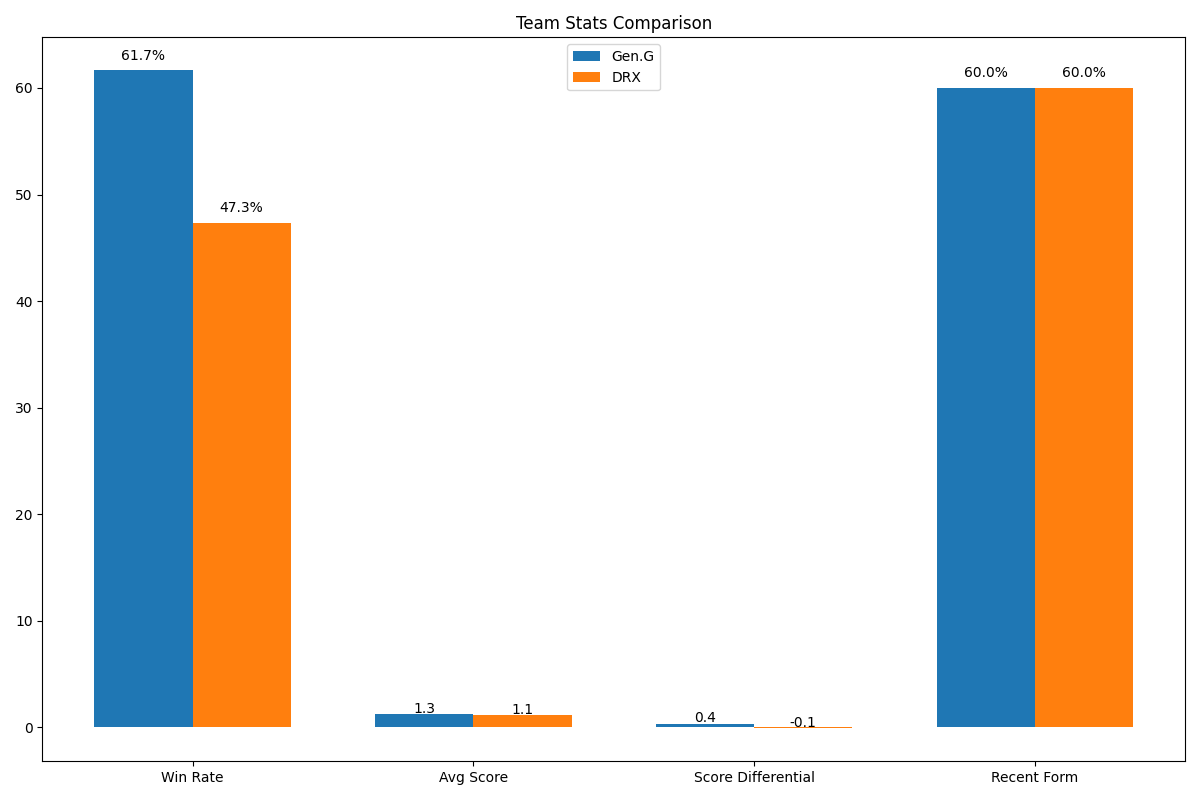 Team Stats Comparison
Gen.G
DRX
61.7%
47.3%
1.3
1.1
0.4
-0.1
60.0%
60.0%
60
50
40
30
20
10
0
Win Rate
Avg Score
Score Differential
Recent Form